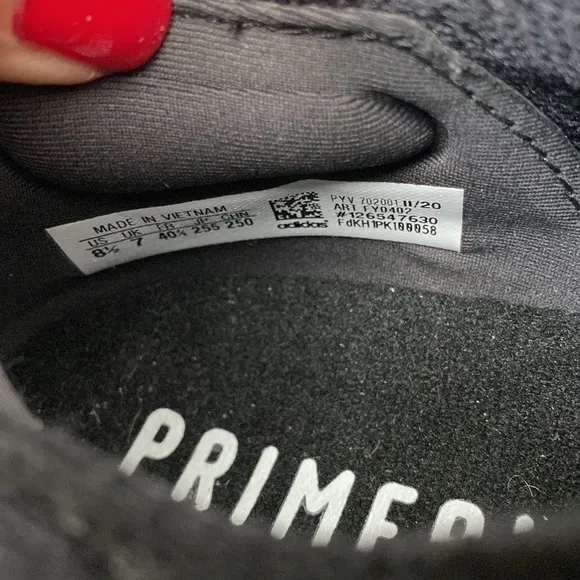 MADE IN VIETNAM
US UK FR JP CHN
8½ 7 40⅔ 255 250
adidas
PYV 702001 11/20
ART FY0402
#126547630
FdKH1PK100058